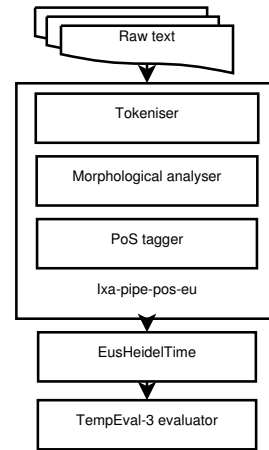 Raw text
Tokeniser
Morphological analyser
PoS tagger
Ixa-pipe-pos-eu
EusHeidelTime
TempEval-3 evaluator